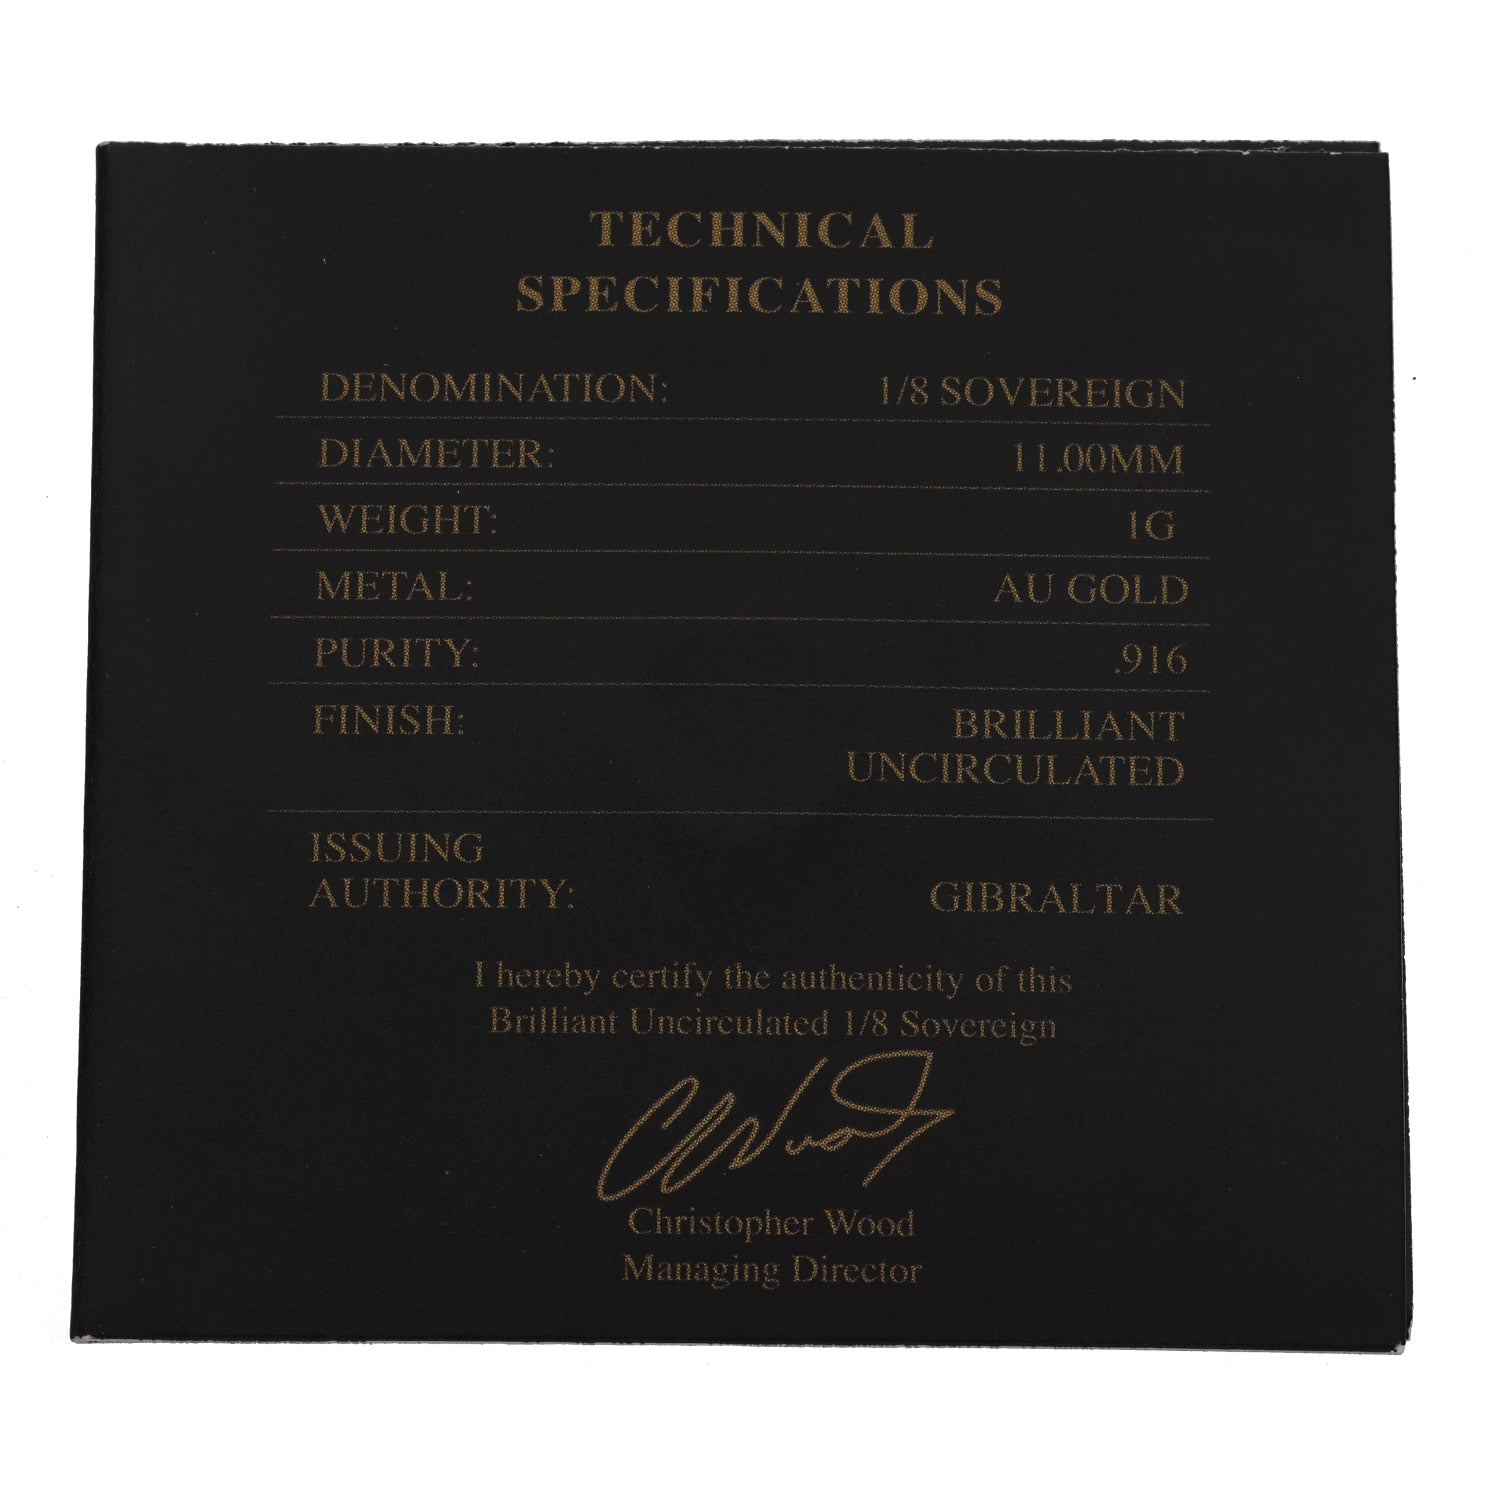 TECHNICAL
SPECIFICATIONS
DENOMINATION: 1/8 SOVEREIGN
DIAMETER: 11.00MM
WEIGHT: 1G
METAL: AU GOLD
PURITY: .916
FINISH: BRILLIANT
UNCIRCULATED
ISSUING
AUTHORITY: GIBRALTAR
I hereby certify the authenticity of this
Brilliant Uncirculated 1/8 Sovereign
CWood
Christopher Wood
Managing Director